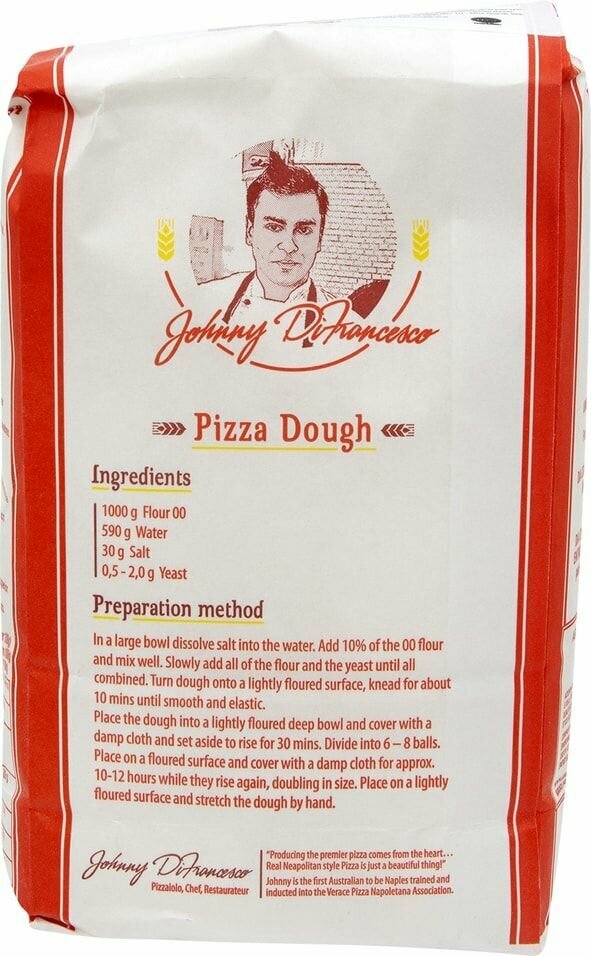 Johnny DiFrancesco
Pizza Dough
Ingredients
1000 g Flour 00
590 g Water
30 g Salt
0,5 - 2,0 g Yeast
Preparation method
In a large bowl dissolve salt into the water. Add 10% of the 00 flour
and mix well. Slowly add all of the flour and the yeast until all
combined. Turn dough onto a lightly floured surface, knead for about
10 mins until smooth and elastic.
Place the dough into a lightly floured deep bowl and cover with a
damp cloth and set aside to rise for 30 mins. Divide into 6 – 8 balls.
Place on a floured surface and cover with a damp cloth for approx.
10-12 hours while they rise again, doubling in size. Place on a lightly
floured surface and stretch the dough by hand.
Johnny DiFrancesco
Pizzaiolo, Chef, Restaurateur
"Producing the premier pizza comes from the heart...
Real Neapolitan style Pizza is just a beautiful thing!"
Johnny is the first Australian to be Naples trained and
inducted into the Verace Pizza Napoletana Association.